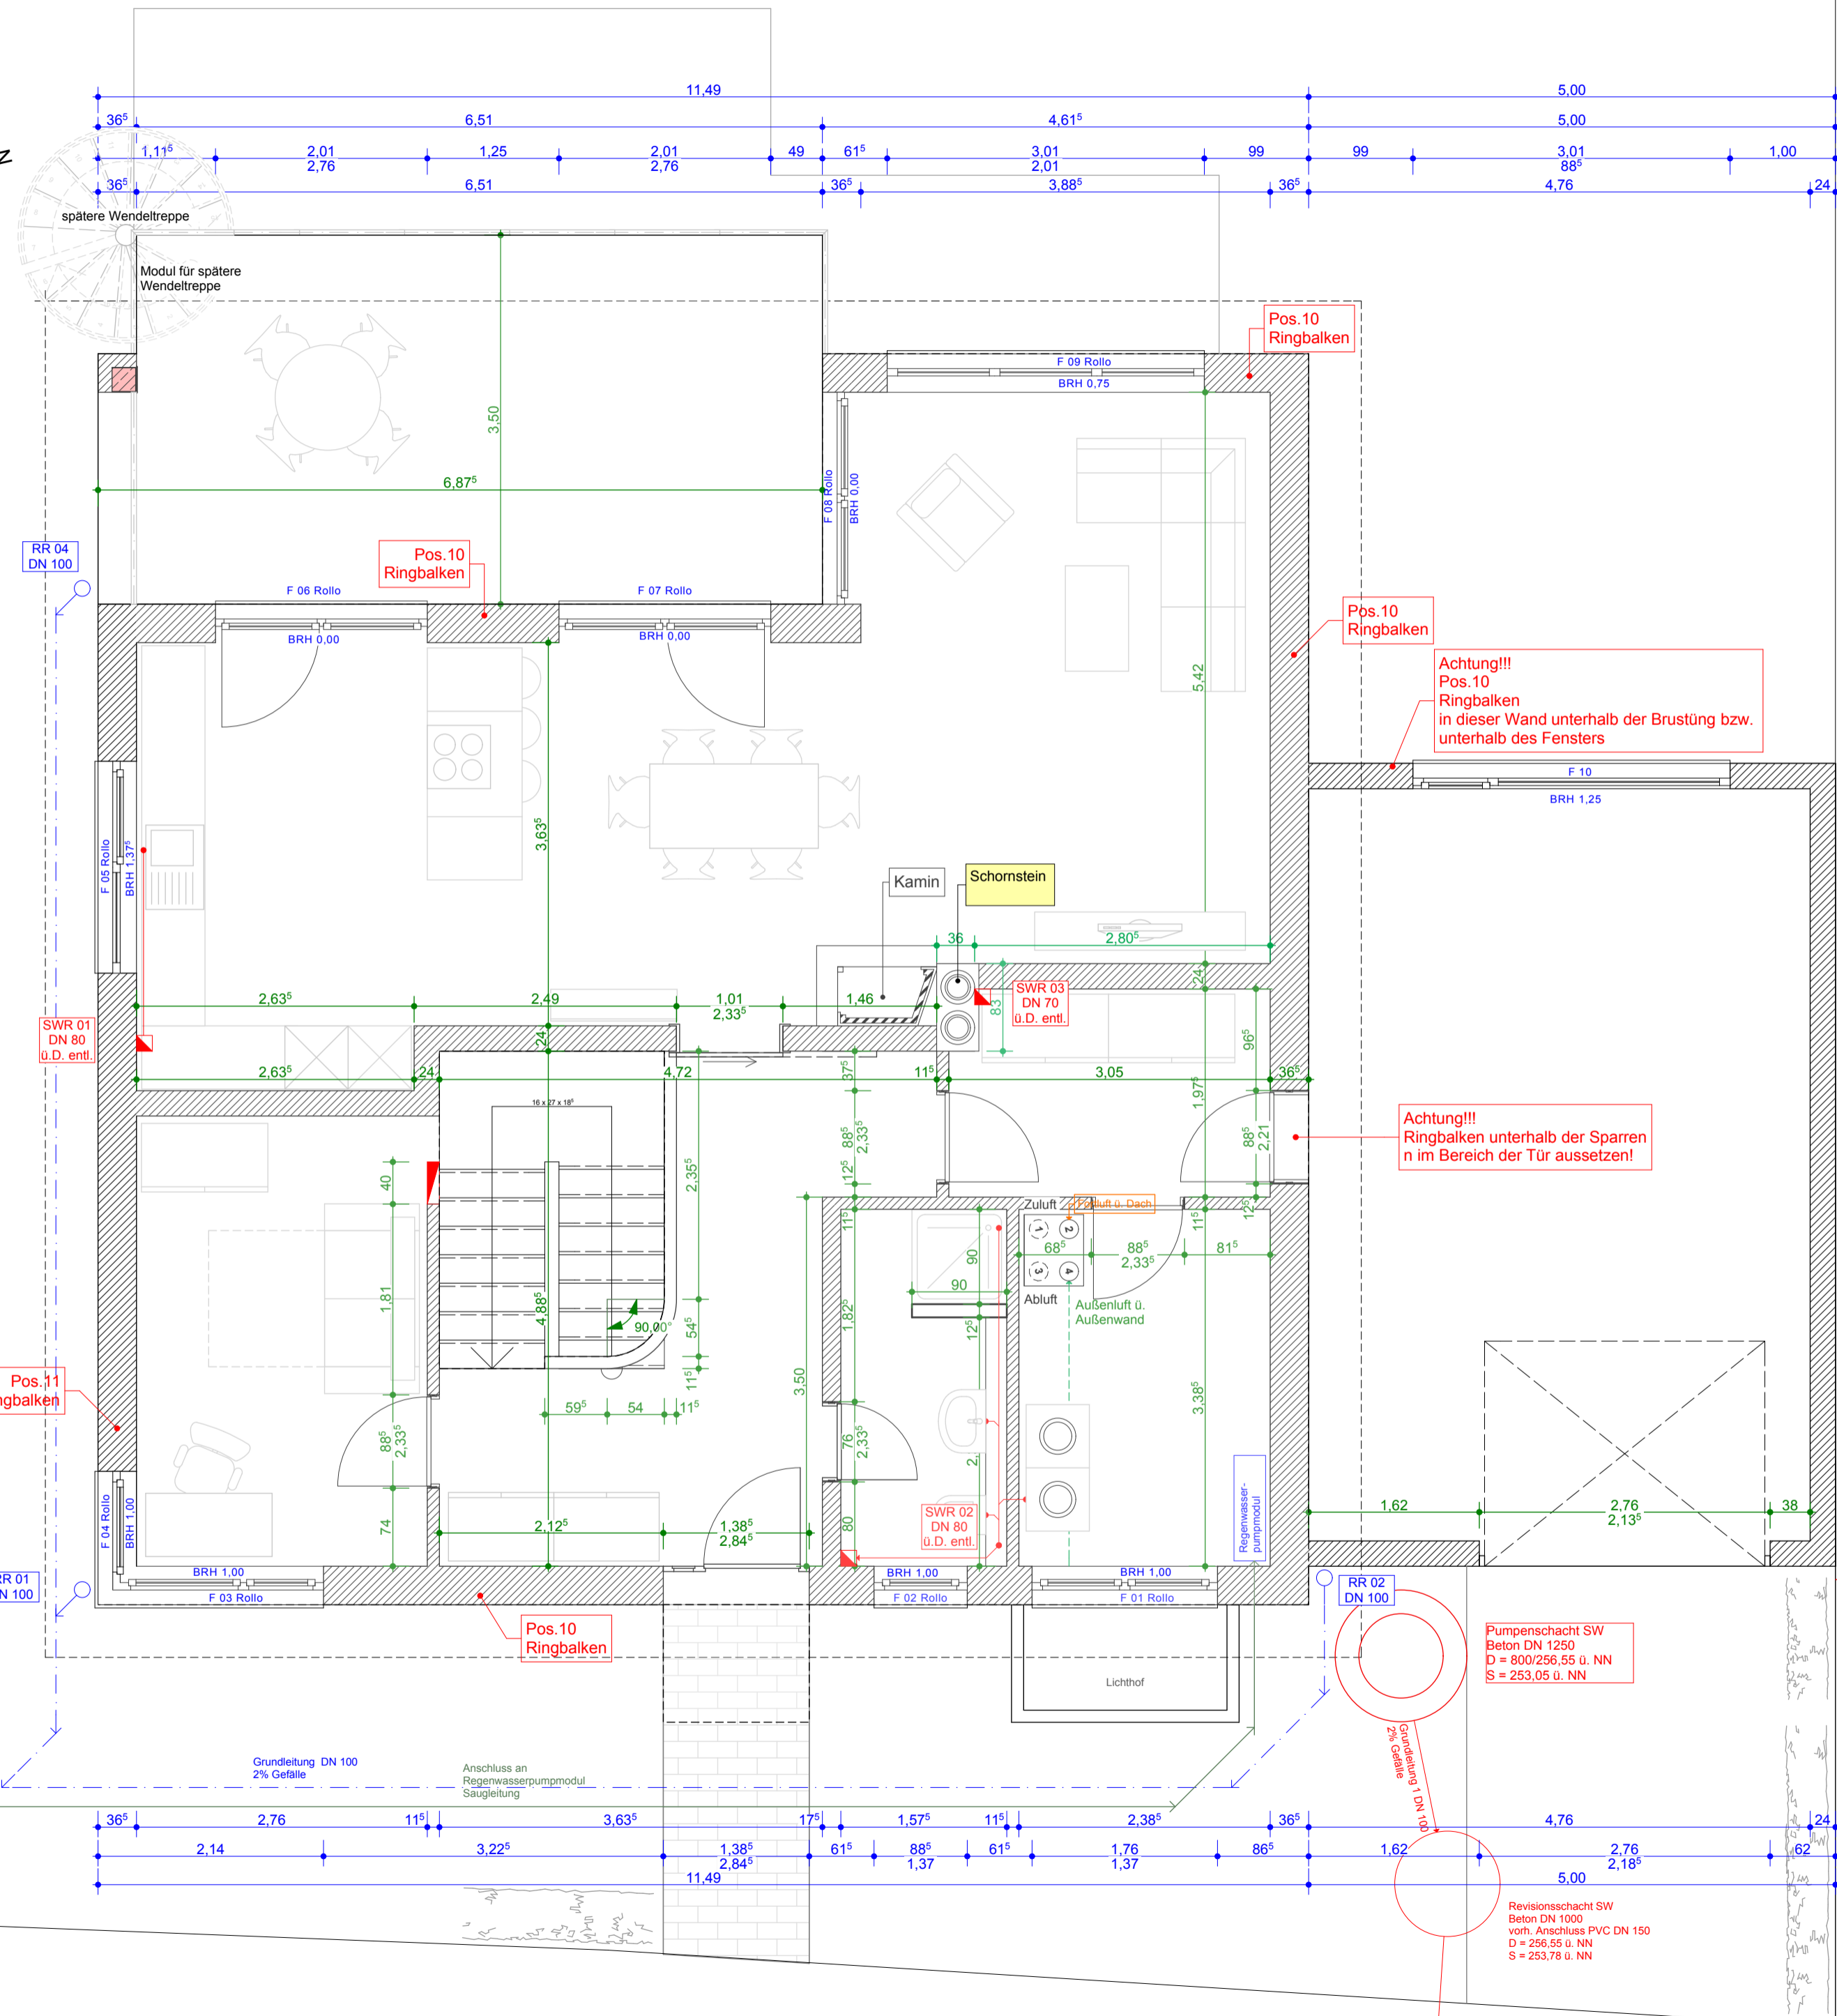 11,49
5,00
36⁵
6,51
4,61⁵
5,00
1,11⁵
2,01
2,76
1,25
2,01
2,76
49
61⁵
3,01
2,01
99
99
3,01
88⁵
1,00
36⁵
6,51
36⁵
3,88⁵
36⁵
4,76
24
N
spätere Wendeltreppe
Modul für spätere
Wendeltreppe
Pos.10
Ringbalken
F 09 Rollo
BRH 0,75
3,50
6,87⁵
F 08 Rollo
BRH 0,00
RR 04
DN 100
Pos.10
Ringbalken
F 06 Rollo
BRH 0,00
F 07 Rollo
BRH 0,00
Pos.10
Ringbalken
5,42
Achtung!!!
Pos.10
Ringbalken
in dieser Wand unterhalb der Brüstung bzw.
unterhalb des Fensters
F 10
BRH 1,25
3,63⁵
F 05 Rollo
BRH 1,37⁵
Kamin
Schornstein
36
2,80⁵
24
2,63⁵
2,49
1,01
2,33⁵
1,46
83
SWR 03
DN 70
ü.D. entl.
SWR 01
DN 80
ü.D. entl.
24
96⁵
2,63⁵
24
4,72
37⁵
11⁵
3,05
36⁵
1,97⁵
16 x 27 x 18⁵
88⁵
2,33⁵
88⁵
2,21
Achtung!!!
Ringbalken unterhalb der Sparren
n im Bereich der Tür aussetzen!
40
2,35⁵
12⁵
12⁵
Zuluft
Fortluft ü. Dach
11⁵
11⁵
1
2
3
4
68⁵
88⁵
2,33⁵
81⁵
90
90
Abluft
Außenluft ü.
Außenwand
1,81
4,88⁵
90,00°
54⁵
1,82⁵
12⁵
11⁵
3,50
Pos.11
ngbalken
59⁵
54
11⁵
3,38⁵
88⁵
2,33⁵
76
2,33⁵
2,
Regenwasser-
pumpmodul
F 04 Rollo
BRH 1,00
74
2,12⁵
1,38⁵
2,84⁵
80
SWR 02
DN 80
ü.D. entl.
1,62
2,76
2,13⁵
38
BRH 1,00
F 03 Rollo
BRH 1,00
F 02 Rollo
BRH 1,00
F 01 Rollo
RR 01
N 100
RR 02
DN 100
Pos.10
Ringbalken
Pumpenschacht SW
Beton DN 1250
D = 800/256,55 ü. NN
S = 253,05 ü. NN
Lichthof
Grundleitung 1 DN 100
2% Gefälle
Grundleitung DN 100
2% Gefälle
Anschluss an
Regenwasserpumpmodul
Saugleitung
36⁵
2,76
11⁵
3,63⁵
17⁵
1,57⁵
11⁵
2,38⁵
36⁵
4,76
24
2,14
3,22⁵
1,38⁵
2,84⁵
61⁵
88⁵
1,37
61⁵
1,76
1,37
86⁵
1,62
2,76
2,18⁵
62
11,49
5,00
Revisionsschacht SW
Beton DN 1000
vorh. Anschluss PVC DN 150
D = 256,55 ü. NN
S = 253,78 ü. NN